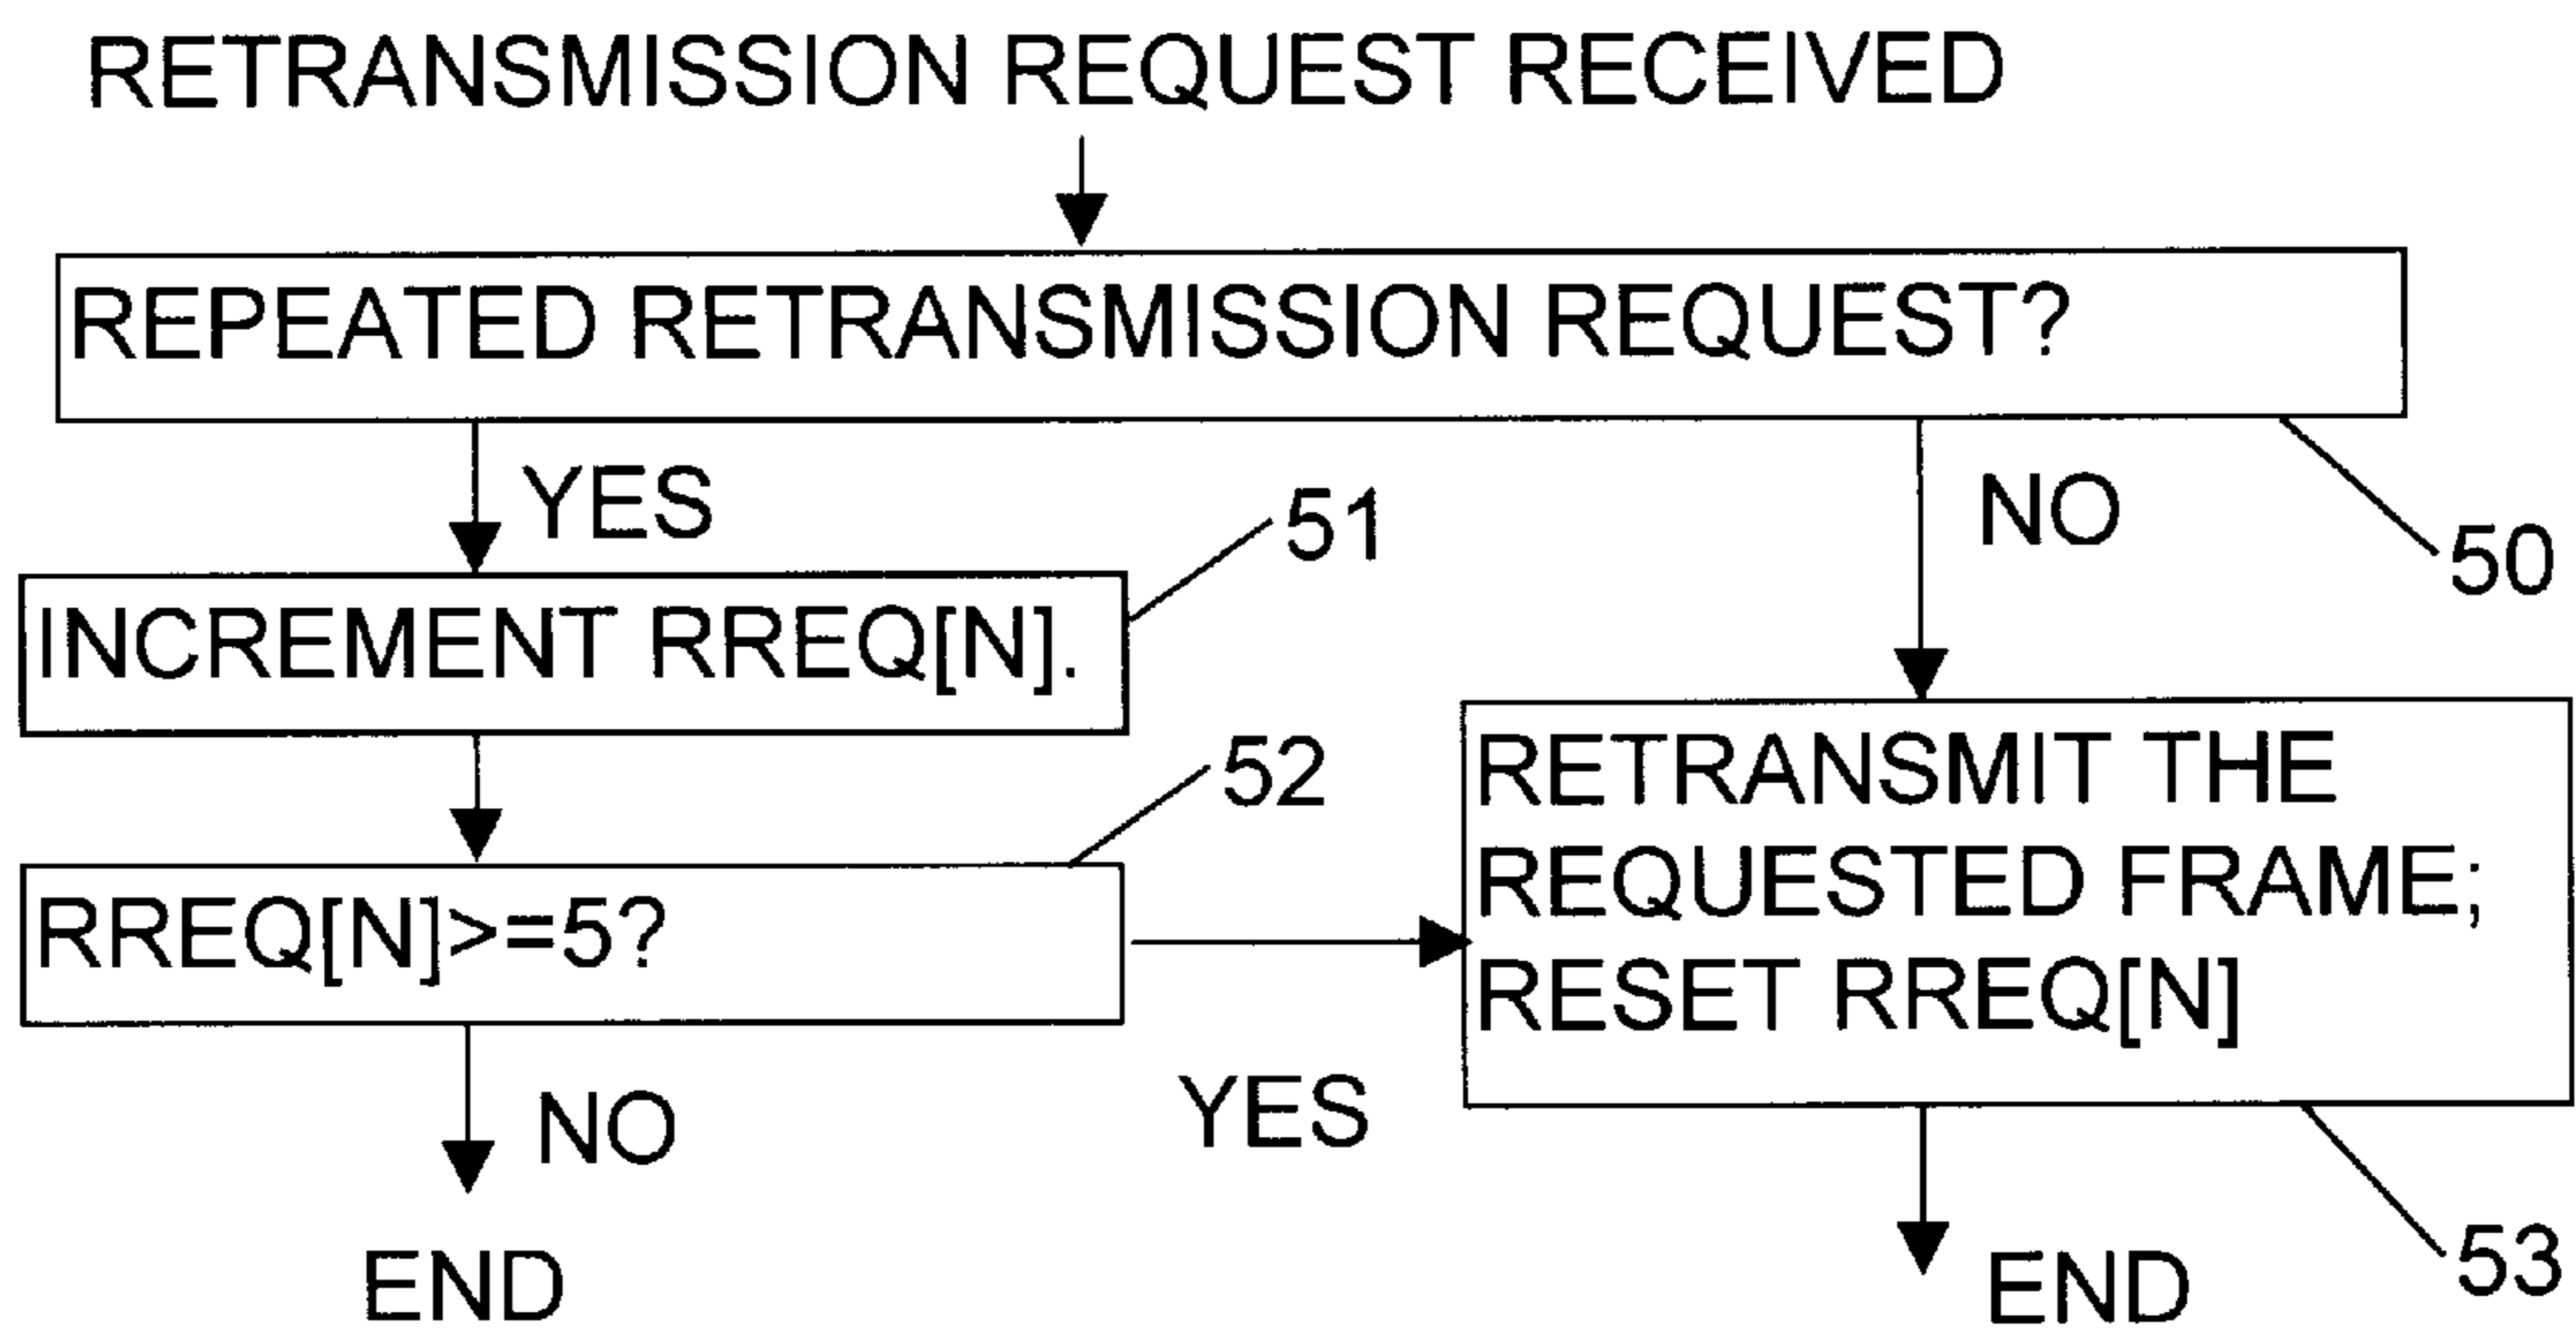 RETRANSMISSION REQUEST RECEIVED
REPEATED RETRANSMISSION REQUEST?
YES
NO
51
50
INCREMENT RREQ[N].
52
RREQ[N]>=5?
RETRANSMIT THE
REQUESTED FRAME;
RESET RREQ[N]
YES
NO
53
END
END